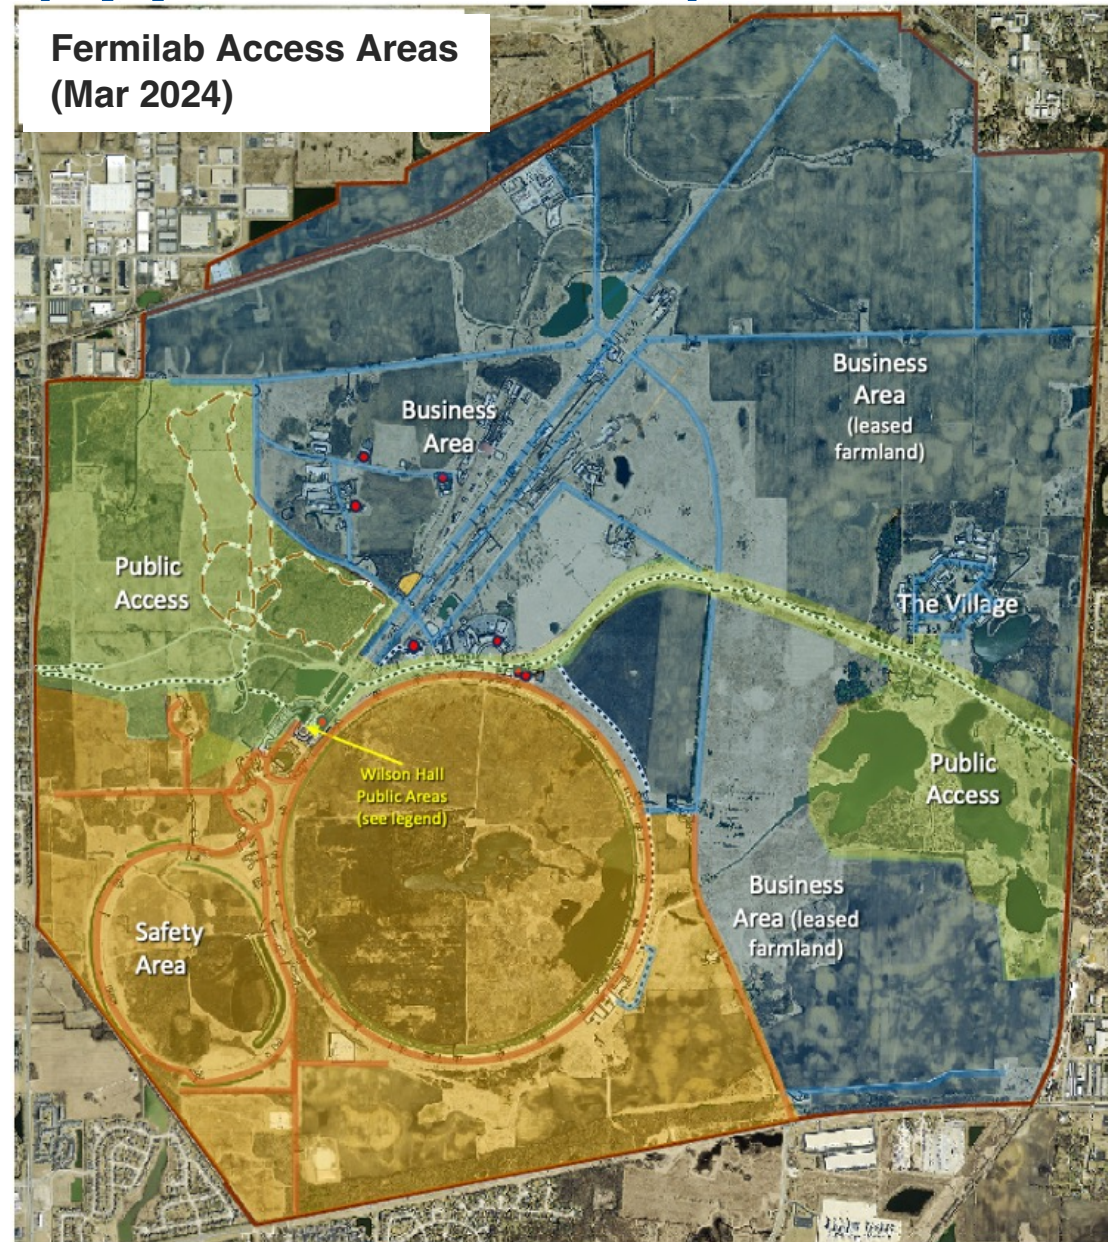 Fermilab Access Areas
(Mar 2024)
Business
Area
Business
Area
(leased
farmland)
Public
Access
The Village
Wilson Hall
Public Areas
(see legend)
Public
Access
Business
Area (leased
farmland)
Safety
Area